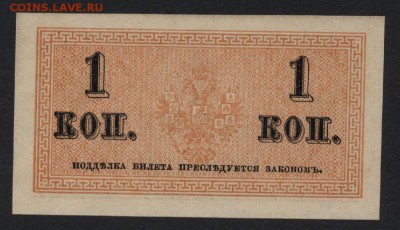 COINS.LAVE.RU
1 1
КОП. КОП.
ПОДДѢЛКА БИЛЕТА ПРЕСЛѢДУЕТСЯ ЗАКОНОМЪ.